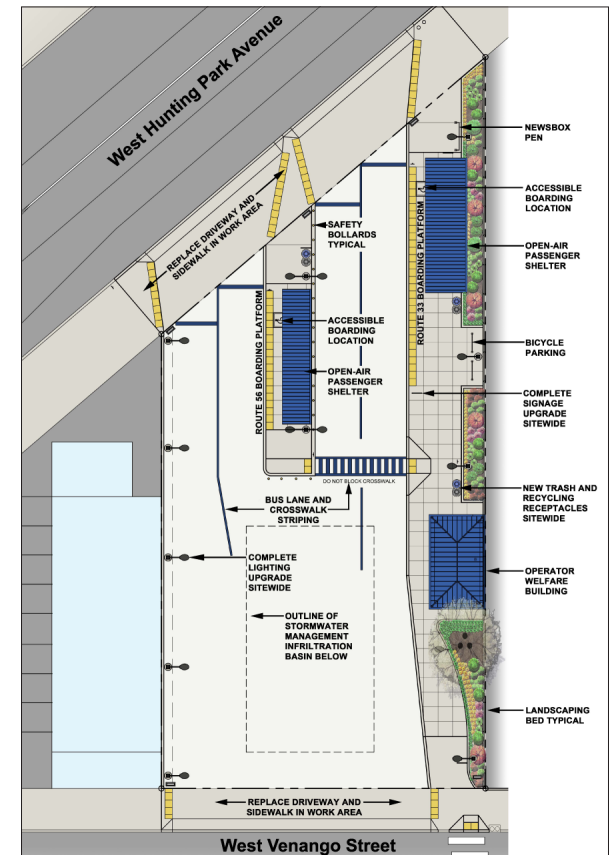 West Hunting Park Avenue
REPLACE DRIVEWAY AND
SIDEWALK IN WORK AREA
SAFETY
BOLLARDS
TYPICAL
ROUTE 56 BOARDING PLATFORM
ACCESSIBLE
BOARDING
LOCATION
OPEN-AIR
PASSENGER
SHELTER
ROUTE 33 BOARDING PLATFORM
NEWSBOX
PEN
ACCESSIBLE
BOARDING
LOCATION
OPEN-AIR
PASSENGER
SHELTER
BICYCLE
PARKING
COMPLETE
SIGNAGE
UPGRADE
SITEWIDE
DO NOT BLOCK CROSSWALK
BUS LANE AND
CROSSWALK
STRIPING
NEW TRASH AND
RECYCLING
RECEPTACLES
SITEWIDE
COMPLETE
LIGHTING
UPGRADE
SITEWIDE
OPERATOR
WELFARE
BUILDING
OUTLINE OF
STORMWATER
MANAGEMENT
INFRILTRATION
BASIN BELOW
LANDSCAPING
BED TYPICAL
REPLACE DRIVEWAY AND
SIDEWALK IN WORK AREA
West Venango Street